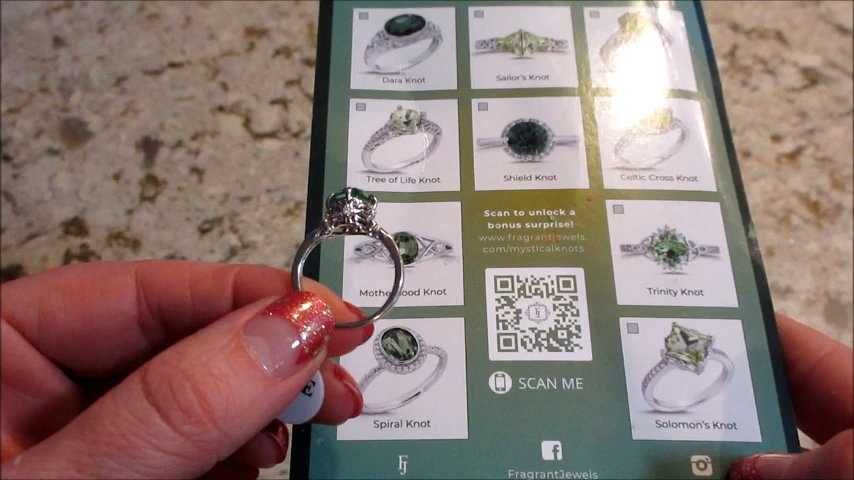 Dara Knot
Sailor's Knot
Tree of Life Knot
Shield Knot
Celtic Cross Knot
Scan to unlock a
bonus surprise!
www.fragrantjewels.
com/mysticalknots
Motherhood Knot
Trinity Knot
FJ
SCAN ME
Spiral Knot
Solomon's Knot
FJ
FragrantJewels